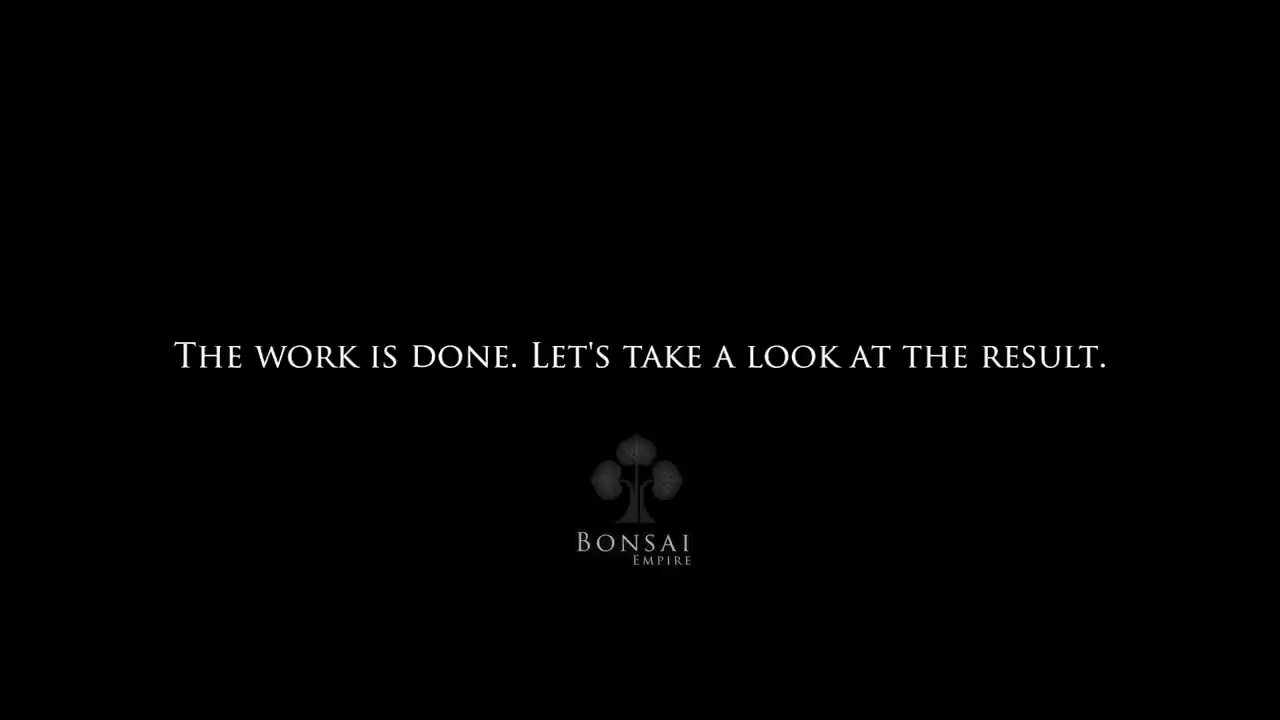 The work is done. Let's take a look at the result.
Bonsai
Empire